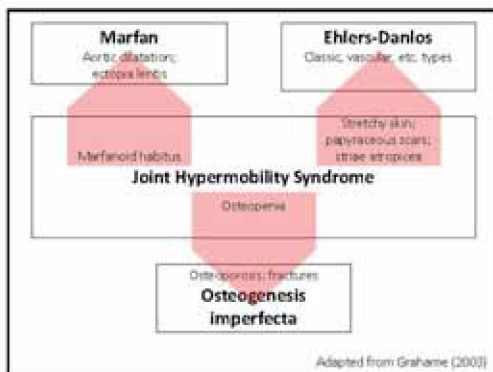 Marfan
Aortic dilatation;
ectopia lentis
Ehlers-Danlos
Classic, vascular, etc. types
Marfanoid habitus
Stretchy skin;
papyraceous scars;
striae atropicea
Joint Hypermobility Syndrome
Osteopenia
Osteoporosis; fractures
Osteogenesis
imperfecta
Adapted from Grahame (2003)